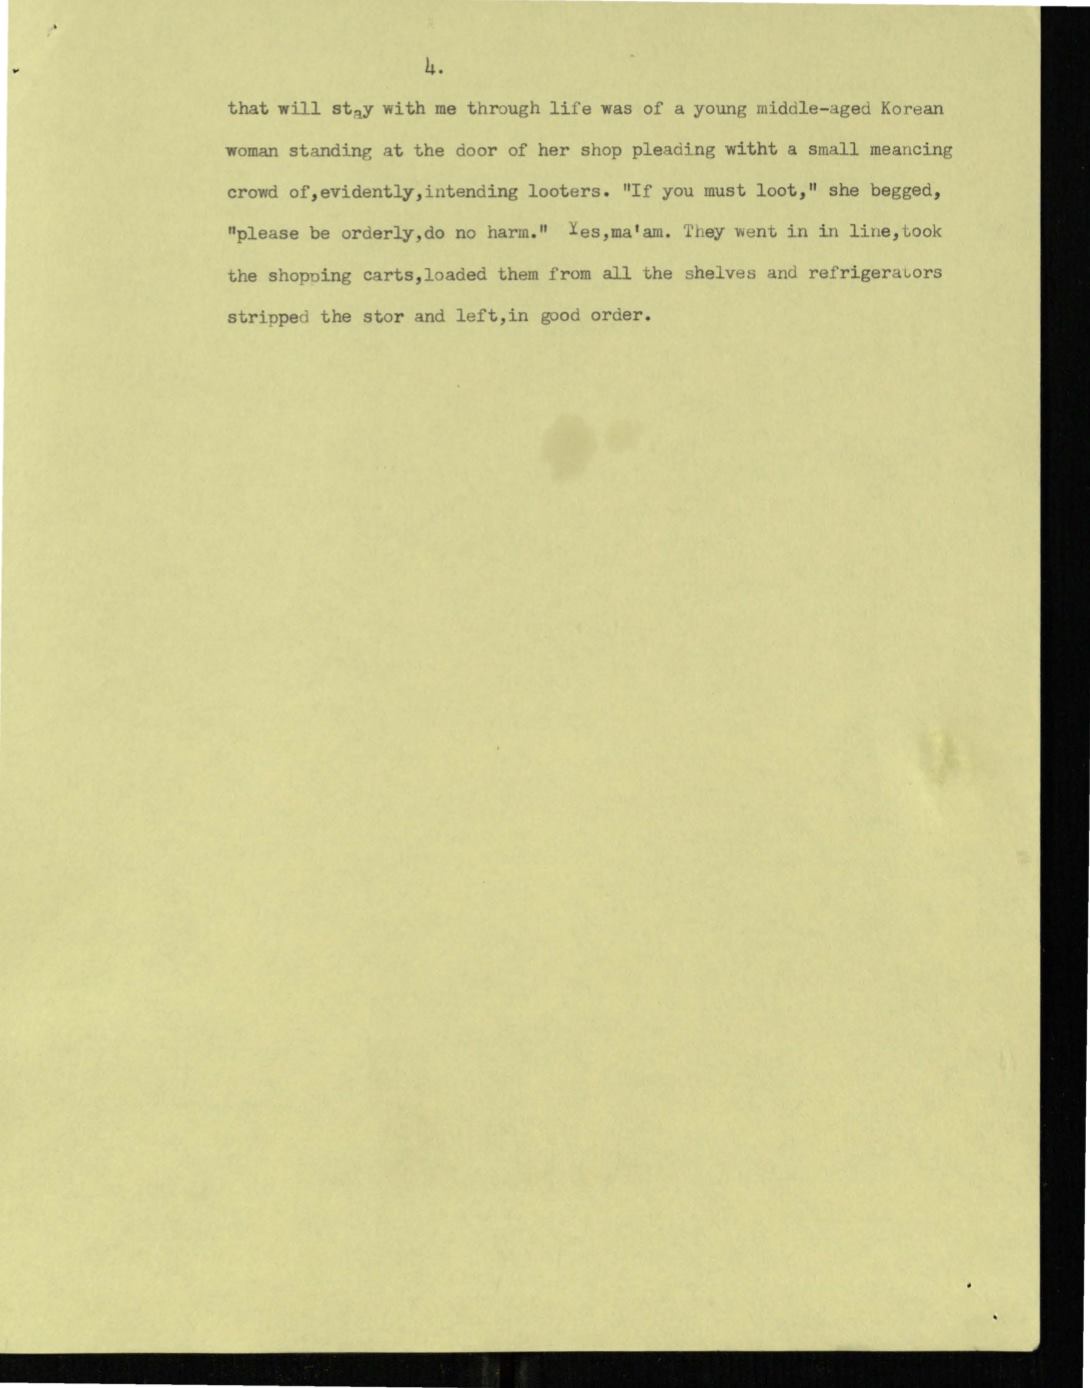 4.
that will stay with me through life was of a young middle-aged Korean
woman standing at the door of her shop pleading witht a small meancing
crowd of,evidently,intending looters. "If you must loot," she begged,
"please be orderly,do no harm."  Yes,ma'am. They went in in line,took
the shopping carts,loaded them from all the shelves and refrigerators
stripped the stor and left,in good order.